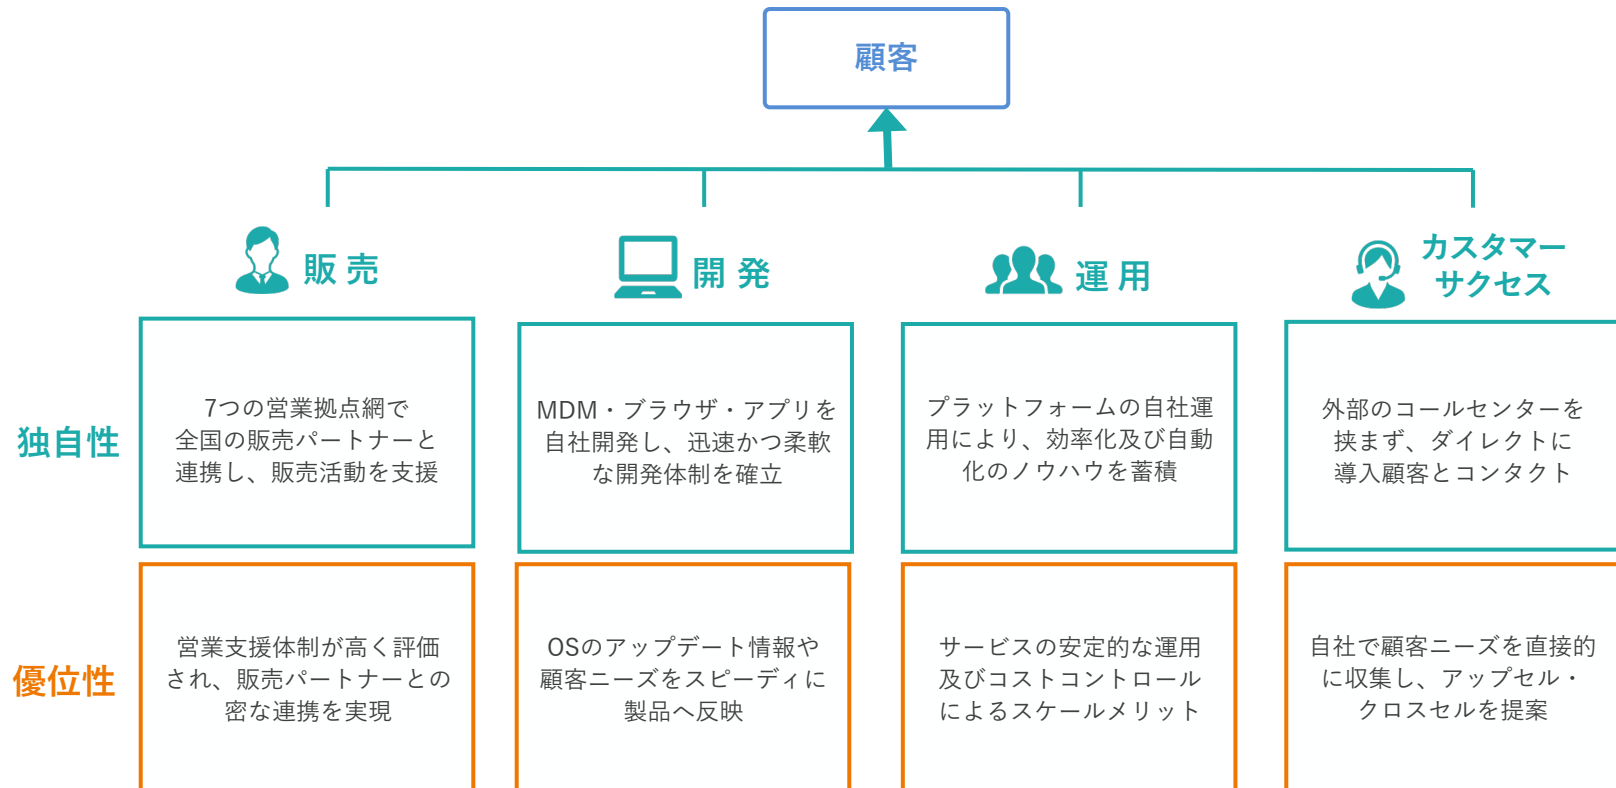 顧客
販売
開発
運用
カスタマー
サクセス
独自性
7つの営業拠点網で
全国の販売パートナーと
連携し、販売活動を支援
MDM・ブラウザ・アプリを
自社開発し、迅速かつ柔軟
な開発体制を確立
プラットフォームの自社運
用により、効率化及び自動
化のノウハウを蓄積
外部のコールセンターを
挟まず、ダイレクトに
導入顧客とコンタクト
優位性
営業支援体制が高く評価
され、販売パートナーとの
密な連携を実現
OSのアップデート情報や
顧客ニーズをスピーディに
製品へ反映
サービスの安定的な運用
及びコストコントロール
によるスケールメリット
自社で顧客ニーズを直接的
に収集し、アップセル・
クロスセルを提案